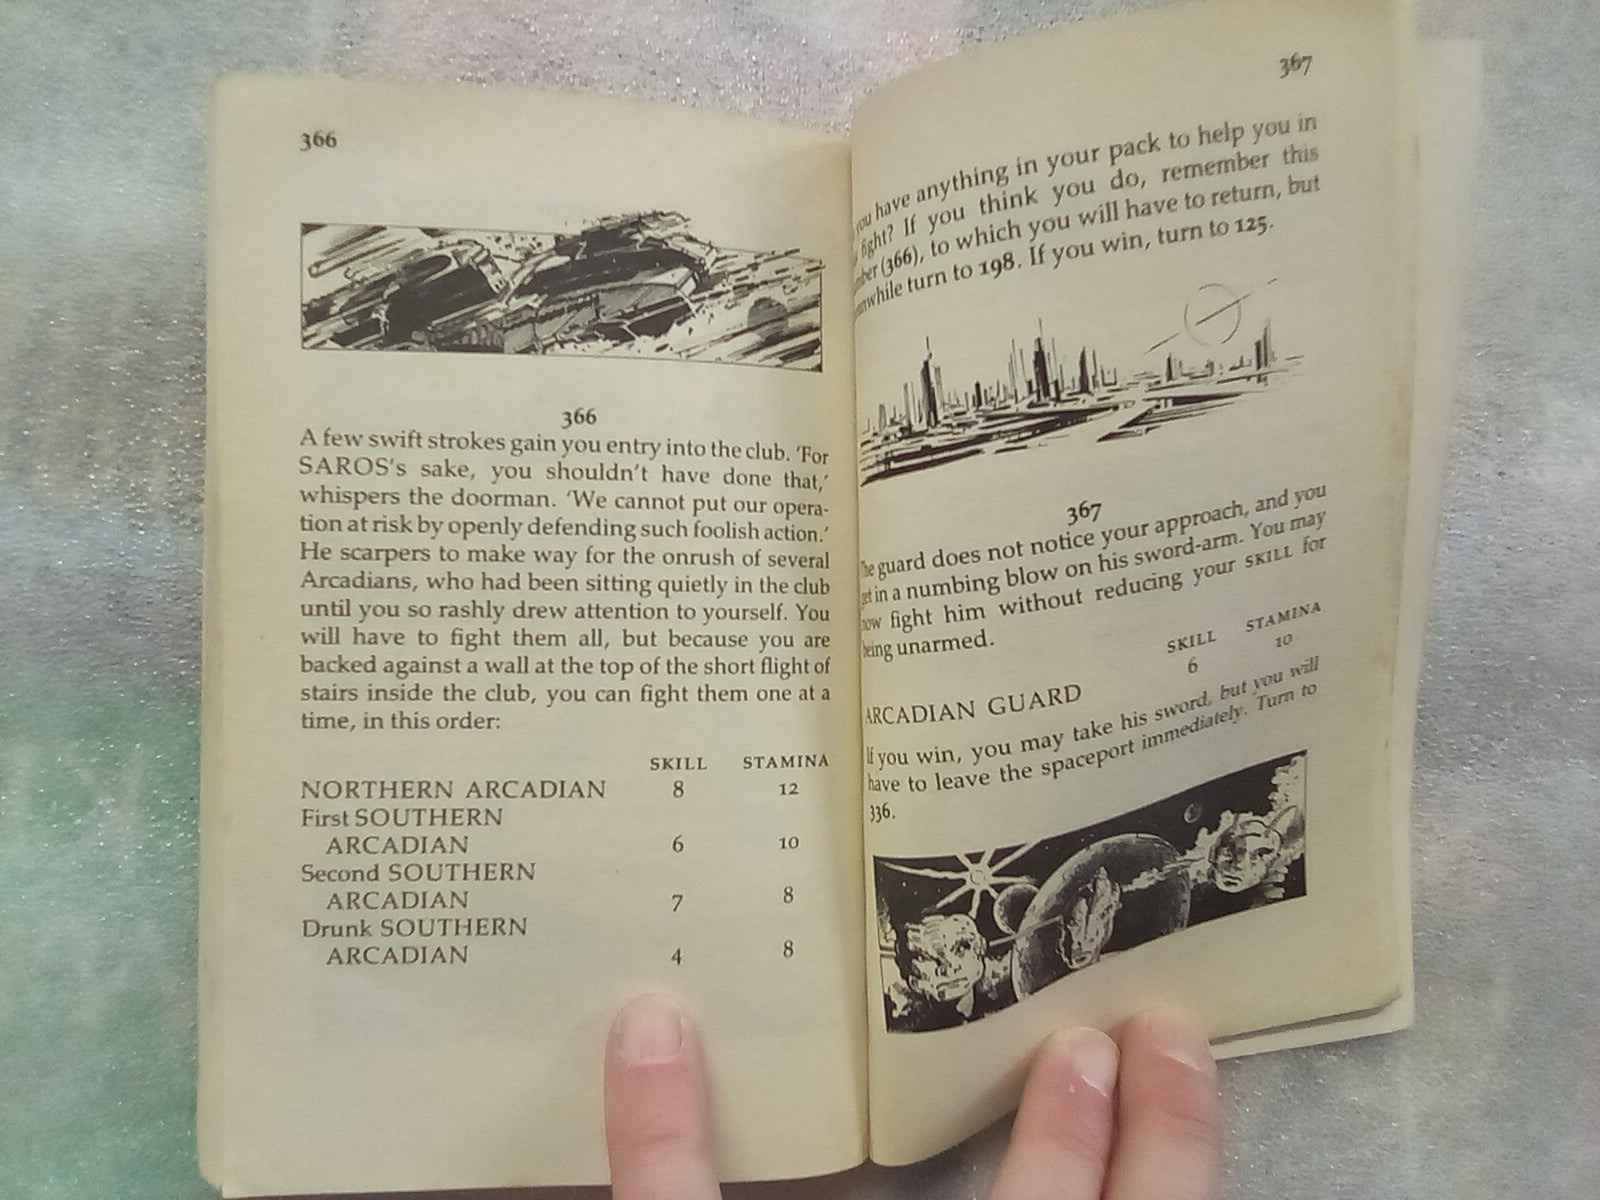 366
366
A few swift strokes gain you entry into the club. 'For
SAROS's sake, you shouldn't have done that,'
whispers the doorman. 'We cannot put our opera-
tion at risk by openly defending such foolish action.'
He scarpers to make way for the onrush of several
Arcadians, who had been sitting quietly in the club
until you so rashly drew attention to yourself. You
will have to fight them all, but because you are
backed against a wall at the top of the short flight of
stairs inside the club, you can fight them one at a
time, in this order:
SKILL STAMINA
NORTHERN ARCADIAN 8 12
First SOUTHERN
ARCADIAN 6 10
Second SOUTHERN
ARCADIAN 7 8
Drunk SOUTHERN
ARCADIAN 4 8
367
you have anything in your pack to help you in
fight? If you think you do, remember this
(366), to which you will have to return, but
turn to 198. If you win, turn to 125.
367
The guard does not notice your approach, and you
get in a numbing blow on his sword-arm. You may
now fight him without reducing your SKILL for
being unarmed.
SKILL STAMINA
ARCADIAN GUARD 6 10
If you win, you may take his sword, but you will
have to leave the spaceport immediately. Turn to
336.